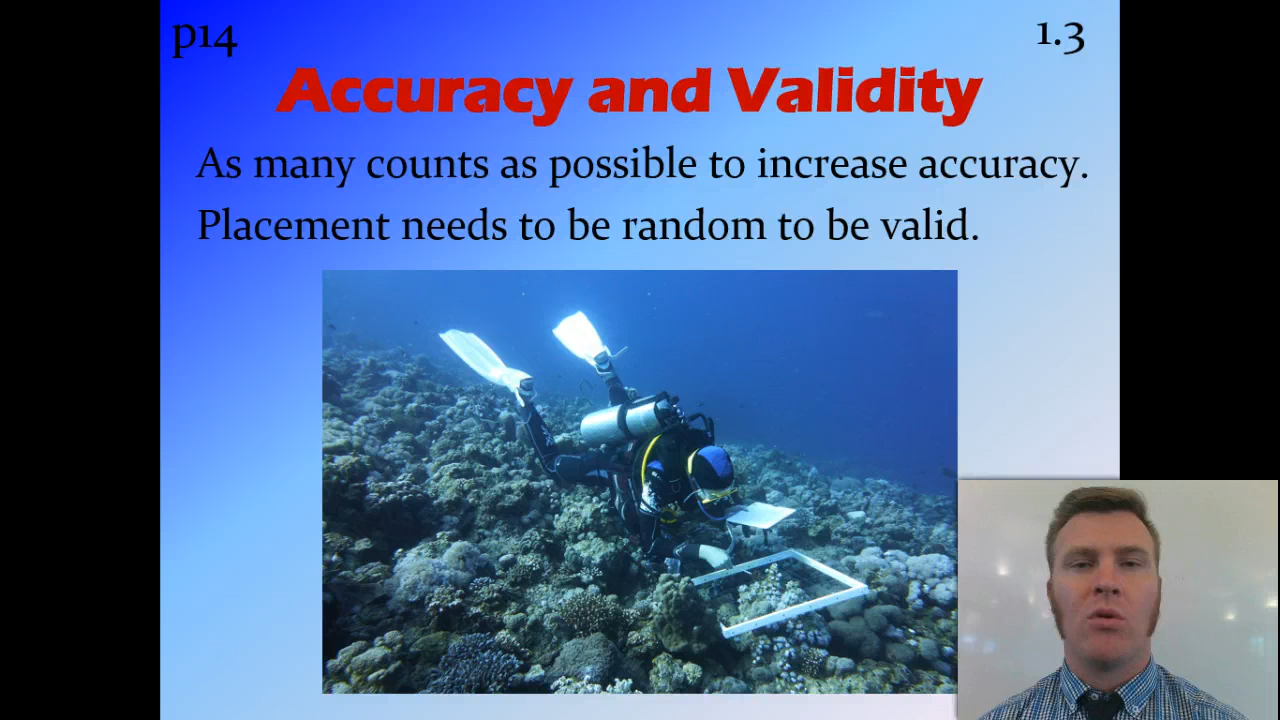 p14
1.3
Accuracy and Validity
As many counts as possible to increase accuracy.
Placement needs to be random to be valid.